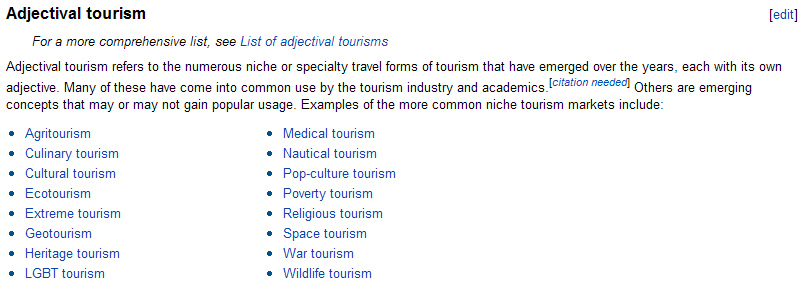 Adjectival tourism [edit]
For a more comprehensive list, see List of adjectival tourisms
Adjectival tourism refers to the numerous niche or specialty travel forms of tourism that have emerged over the years, each with its own
adjective. Many of these have come into common use by the tourism industry and academics.[citation needed] Others are emerging
concepts that may or may not gain popular usage. Examples of the more common niche tourism markets include:
Agritourism
Culinary tourism
Cultural tourism
Ecotourism
Extreme tourism
Geotourism
Heritage tourism
LGBT tourism
Medical tourism
Nautical tourism
Pop-culture tourism
Poverty tourism
Religious tourism
Space tourism
War tourism
Wildlife tourism